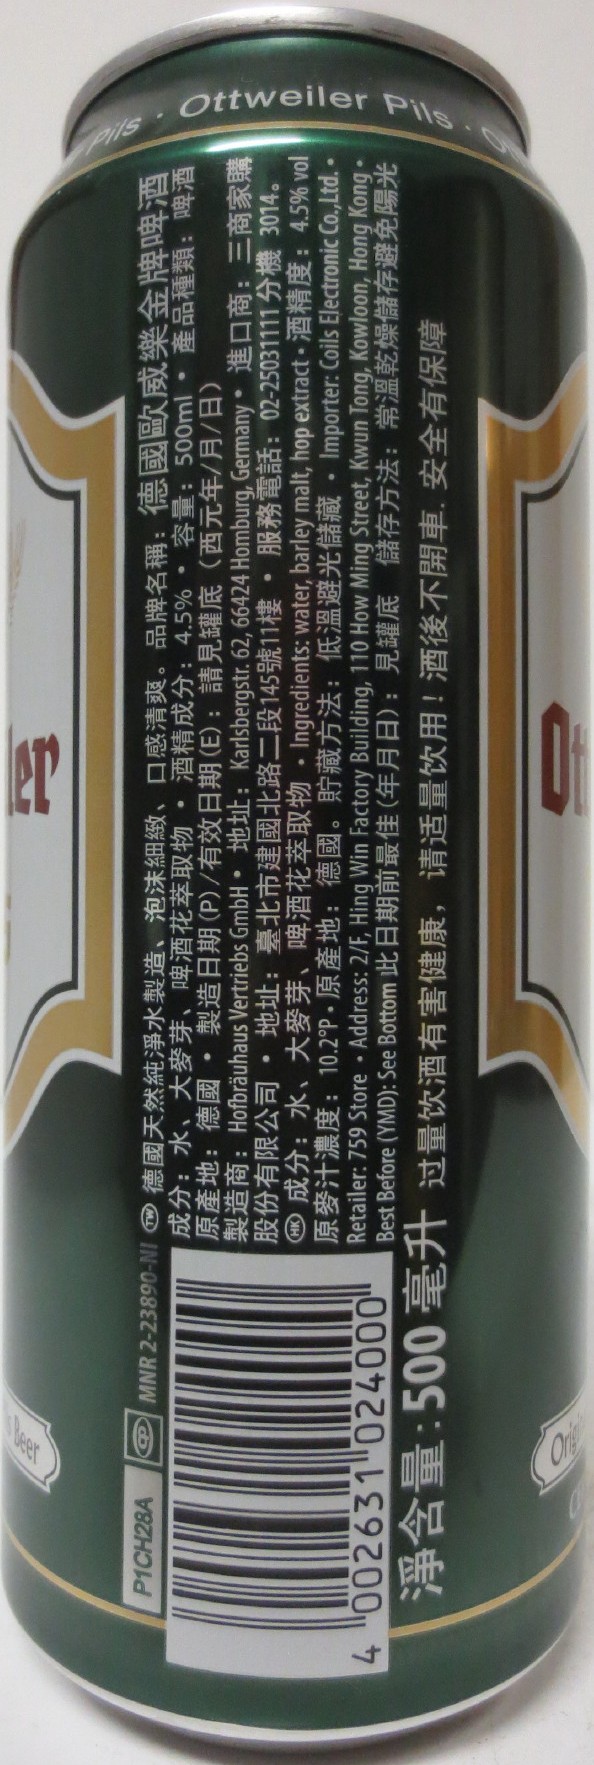 Pils · Ottweiler Pils · O
TW 德國天然純淨水製造、泡沫細緻、口感清爽。品牌名稱：德國歐威樂金牌啤酒
成分：水、大麥芽、啤酒花萃取物・酒精成分：4.5%・容量：500ml・產品種類：啤酒
原產地：德國・製造日期(P)/有效日期(E)：請見罐底（西元年/月/日）
製造商：Hofbräuhaus Vertriebs GmbH・地址：Karlsbergstr. 62, 66424 Homburg, Germany・進口商：三商家購
股份有限公司・地址：臺北市建國北路二段145號11樓・服務電話：02-25031111 分機 3014。
HK 成分：水、大麥芽、啤酒花萃取物・Ingredients: water, barley malt, hop extract・酒精度：4.5% vol
原麥汁濃度：10.2°P・原產地：德國。貯藏方法：低溫避光儲藏・Importer: Coils Electronic Co., Ltd.・
Retailer: 759 Store・Address: 2/F, Hing Win Factory Building, 110 How Ming Street, Kwun Tong, Kowloon, Hong Kong・
Best Before (YMD): See Bottom 此日期前最佳(年月日)：見罐底 儲存方法：常溫乾燥儲存避免陽光
淨含量:500 毫升 过量饮酒有害健康，请适量饮用！酒後不開車.安全有保障
P1CH28A MNR 2-23890-NI
4 002631 024000
ler
Beer
Ott
Origi